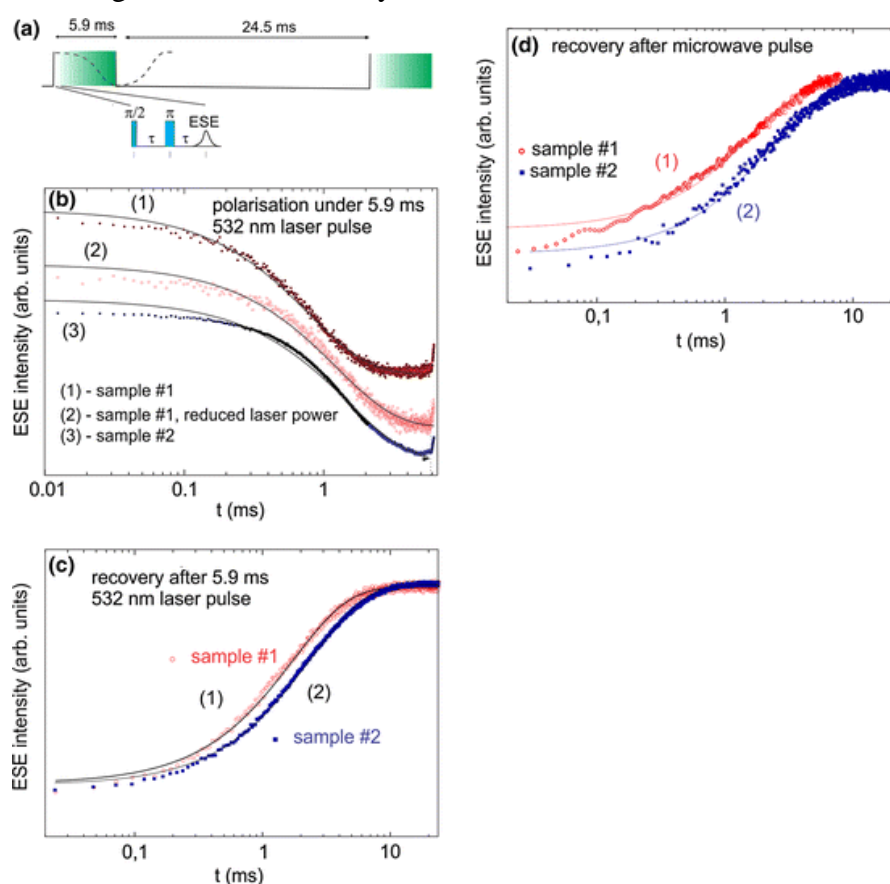 (a)
5.9 ms
24.5 ms
π/2
π
ESE
τ
τ
(b)
(1)
polarisation under 5.9 ms
532 nm laser pulse
(2)
(3)
(1) - sample #1
(2) - sample #1, reduced laser power
(3) - sample #2
ESE intensity (arb. units)
0.01
0.1
1
t (ms)
(c)
recovery after 5.9 ms
532 nm laser pulse
sample #1
(1)
(2)
sample #2
ESE intensity (arb. units)
0,1
1
10
t (ms)
(d)
recovery after microwave pulse
sample #1
sample #2
(1)
(2)
ESE intensity (arb. units)
0,1
1
10
t (ms)